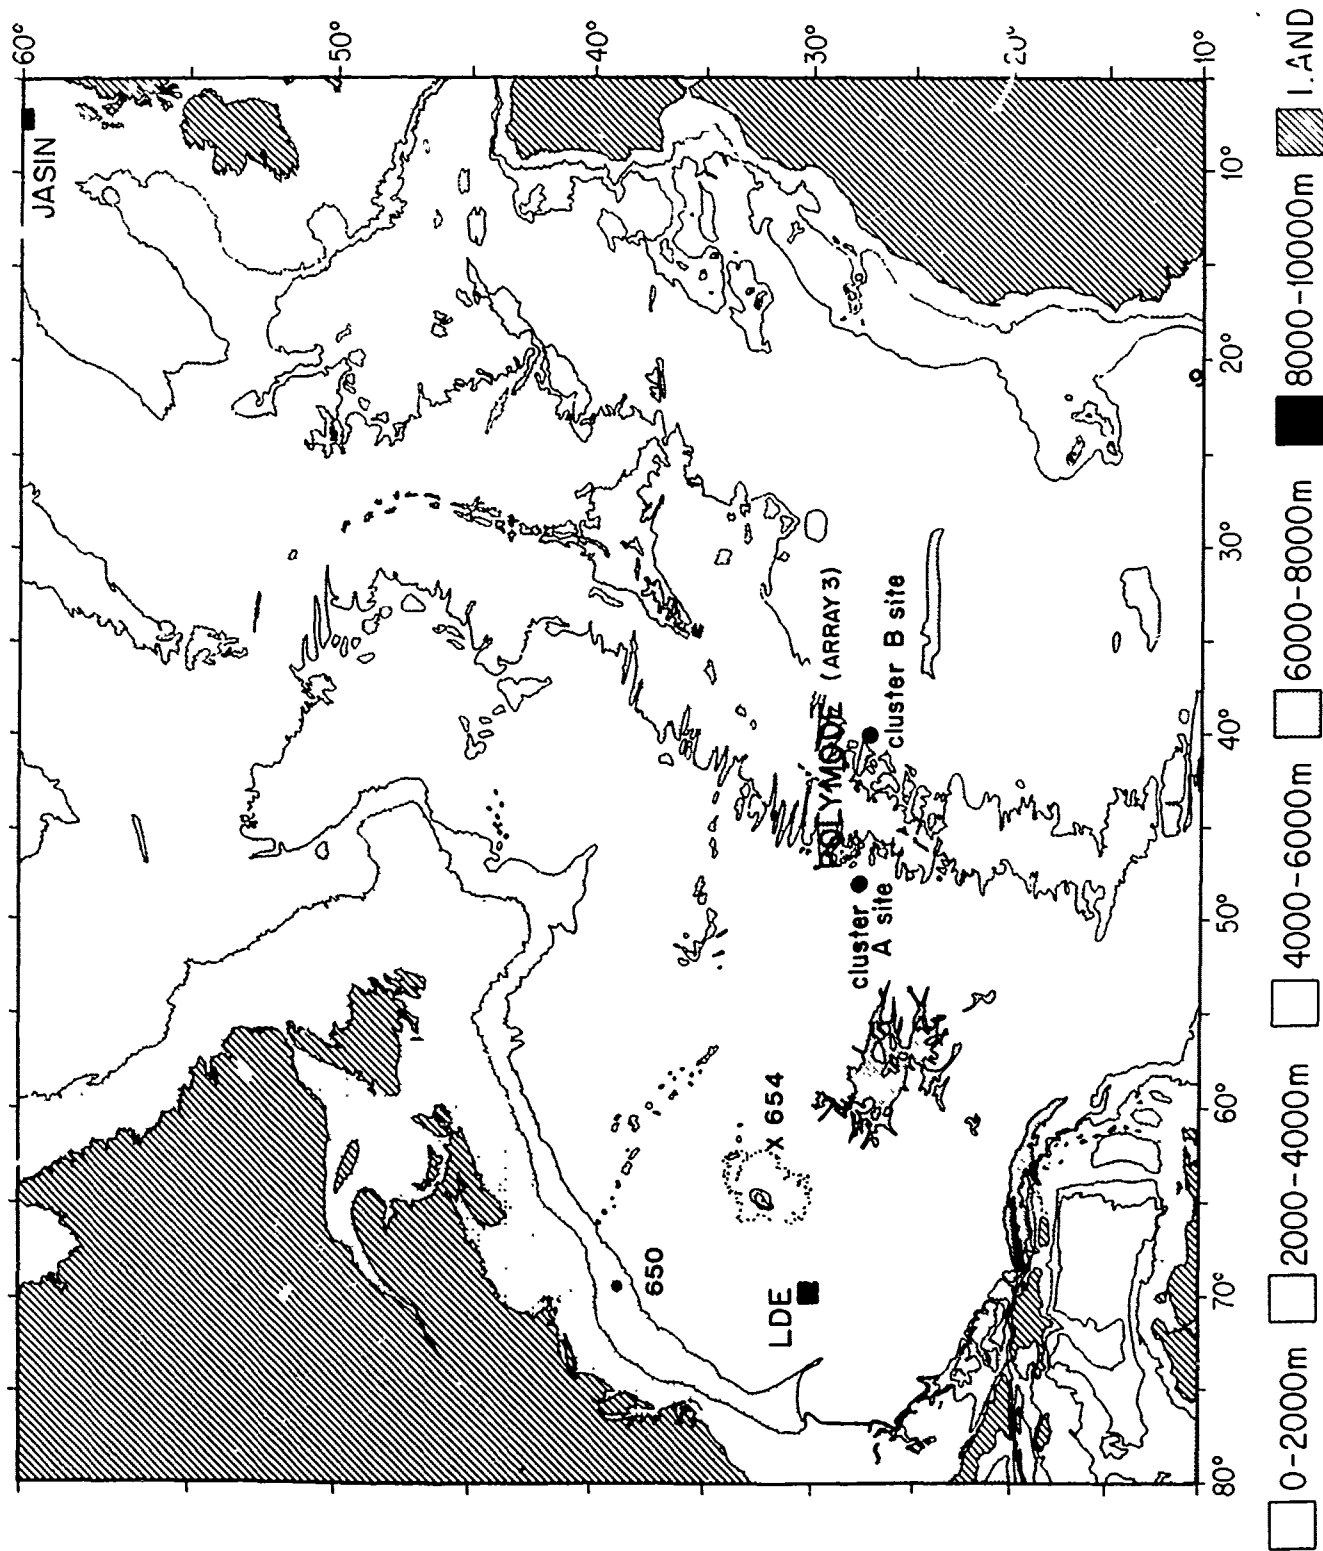 60°
50°
40°
30°
20°
10°
JASIN
POLYMODE (ARRAY 3)
cluster B site
cluster
A site
X 654
650
LDE
80°
70°
60°
50°
40°
30°
20°
10°
0-2000m
2000-4000m
4000-6000m
6000-8000m
8000-10000m
LAND